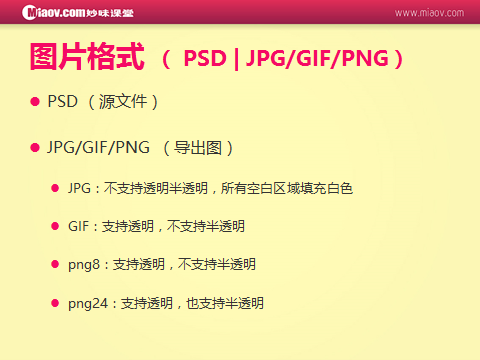 Miaov.com 妙味课堂
www.miaov.com
图片格式 （ PSD | JPG/GIF/PNG）
PSD （源文件）
JPG/GIF/PNG （导出图）
JPG：不支持透明半透明，所有空白区域填充白色
GIF：支持透明，不支持半透明
png8：支持透明，不支持半透明
png24：支持透明，也支持半透明